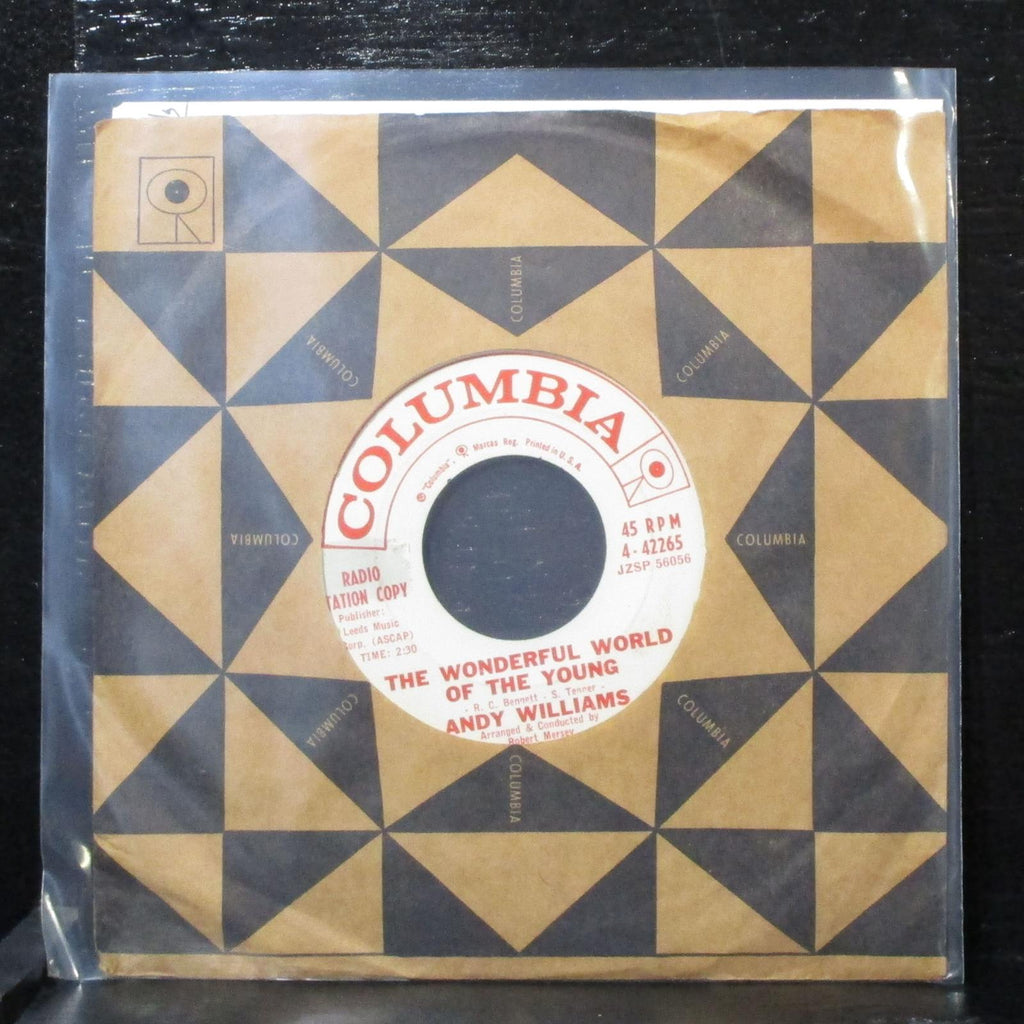 COLUMBIA
COLUMBIA
COLUMBIA
COLUMBIA
® "Columbia", Marcas Reg. Printed in U. S. A.
COLUMBIA
45 RPM
4-42265
JZSP 56056
COLUMBIA
COLUMBIA
RADIO
TATION COPY
Publisher:
Leeds Music
orp. (ASCAP)
TIME: 2:30
THE WONDERFUL WORLD
OF THE YOUNG
- R. C. Bennett - S. Tepper -
ANDY WILLIAMS
Arranged & Conducted by
Robert Mersey
COLUMBIA
COLUMBIA
COLUMBIA